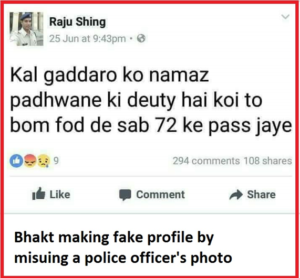 Raju Shing
25 Jun at 9:43pm ·
Kal gaddaro ko namaz
padhwane ki deuty hai koi to
bom fod de sab 72 ke pass jaye
9 294 comments 108 shares
Like Comment Share
Bhakt making fake profile by
misuing a police officer's photo